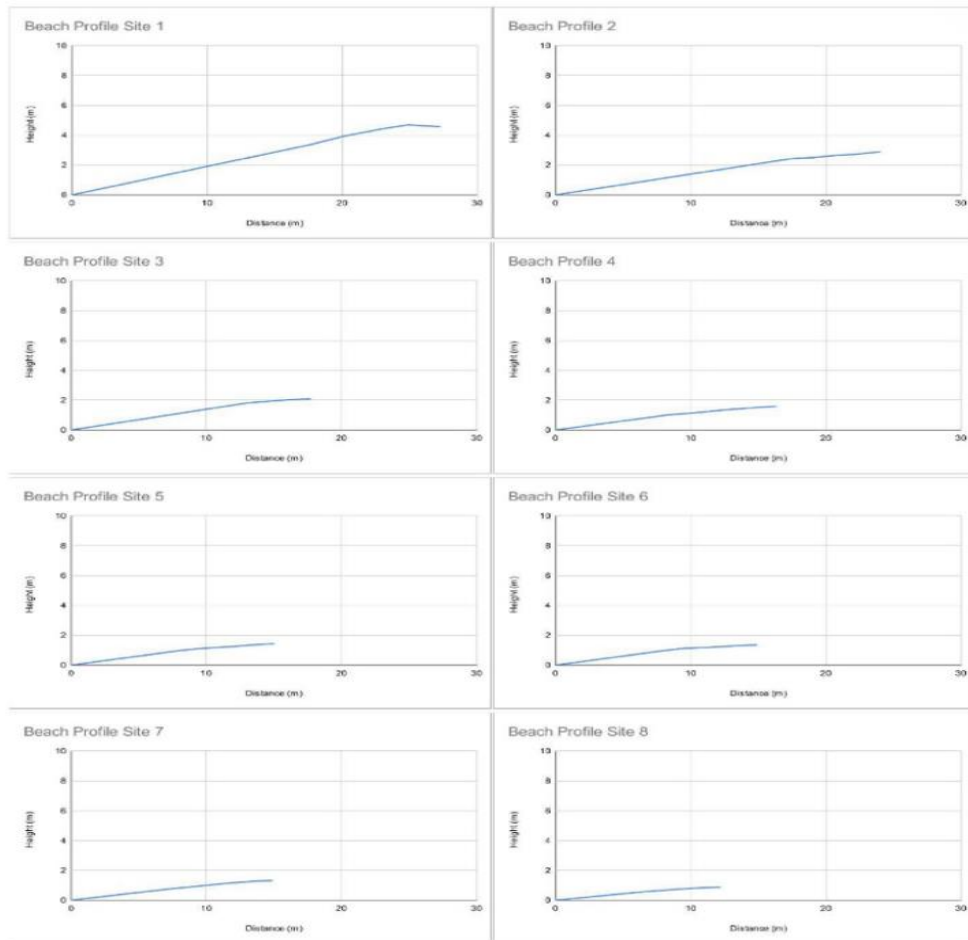 Beach Profile Site 1
10
8
6
4
2
0
Height (m)
0 10 20 30
Distance (m)
Beach Profile 2
10
8
6
4
2
0
Height (m)
0 10 20 30
Distance (m)
Beach Profile Site 3
10
8
6
4
2
0
Height (m)
0 10 20 30
Distance (m)
Beach Profile 4
10
8
6
4
2
0
Height (m)
0 10 20 30
Distance (m)
Beach Profile Site 5
10
8
6
4
2
0
Height (m)
0 10 20 30
Distance (m)
Beach Profile Site 6
10
8
6
4
2
0
Height (m)
0 10 20 30
Distance (m)
Beach Profile Site 7
10
8
6
4
2
0
Height (m)
0 10 20 30
Distance (m)
Beach Profile Site 8
10
8
6
4
2
0
Height (m)
0 10 20 30
Distance (m)